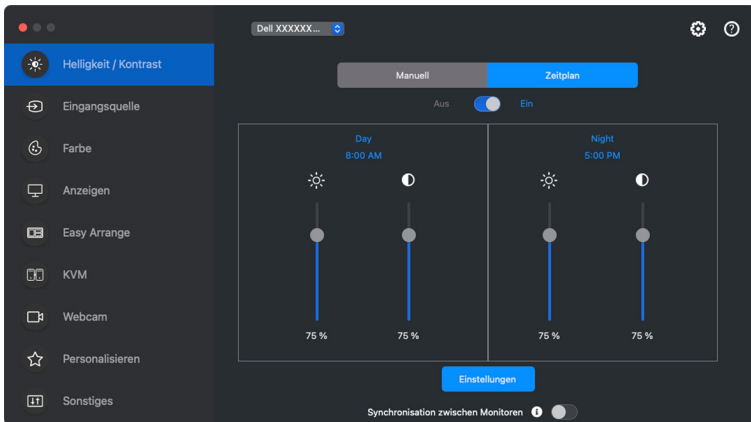 Dell XXXXXX...
Helligkeit / Kontrast
Eingangsquelle
Farbe
Anzeigen
Easy Arrange
KVM
Webcam
Personalisieren
Sonstiges
Manuell Zeitplan
Aus Ein
Day Night
8:00 AM 5:00 PM
75 % 75 % 75 % 75 %
Einstellungen
Synchronisation zwischen Monitoren